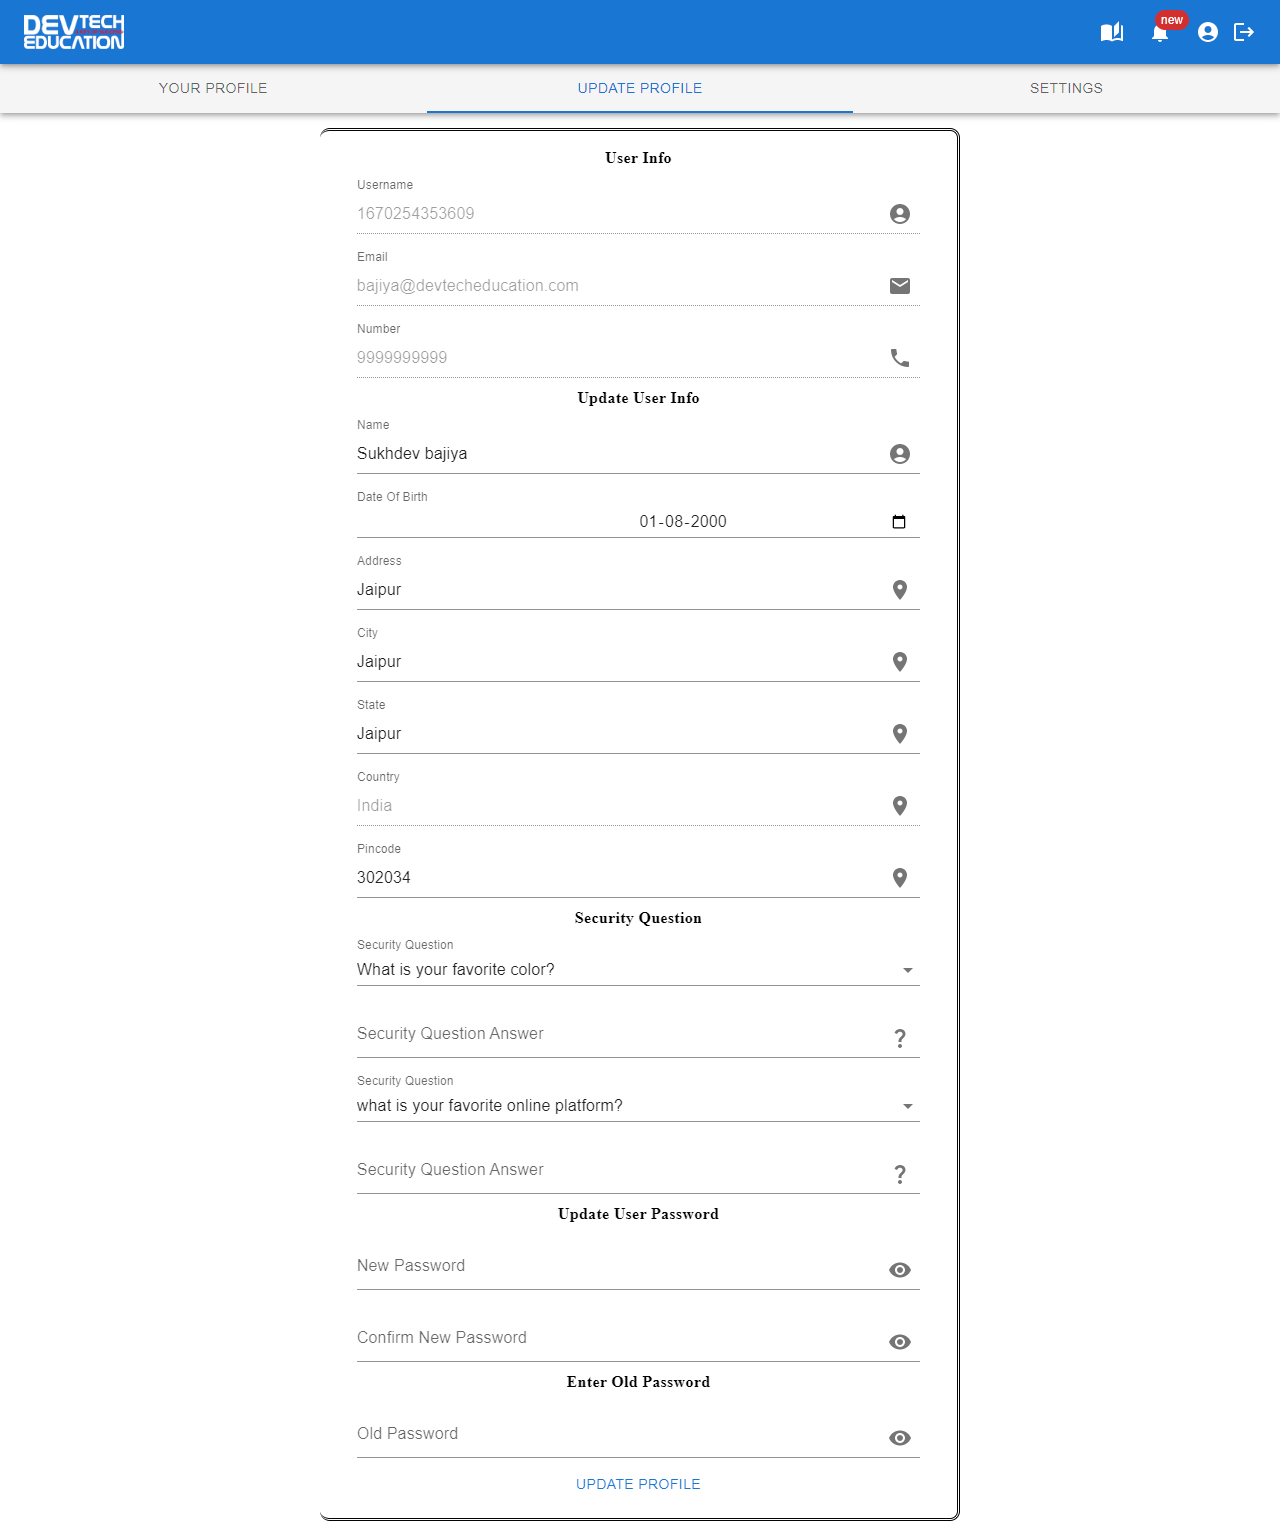 DEVTECH
EDUCATION
new
YOUR PROFILE
UPDATE PROFILE
SETTINGS
User Info
Username
1670254353609
Email
bajiya@devtecheducation.com
Number
9999999999
Update User Info
Name
Sukhdev bajiya
Date Of Birth
01-08-2000
Address
Jaipur
City
Jaipur
State
Jaipur
Country
India
Pincode
302034
Security Question
Security Question
What is your favorite color?
Security Question Answer
Security Question
what is your favorite online platform?
Security Question Answer
Update User Password
New Password
Confirm New Password
Enter Old Password
Old Password
UPDATE PROFILE